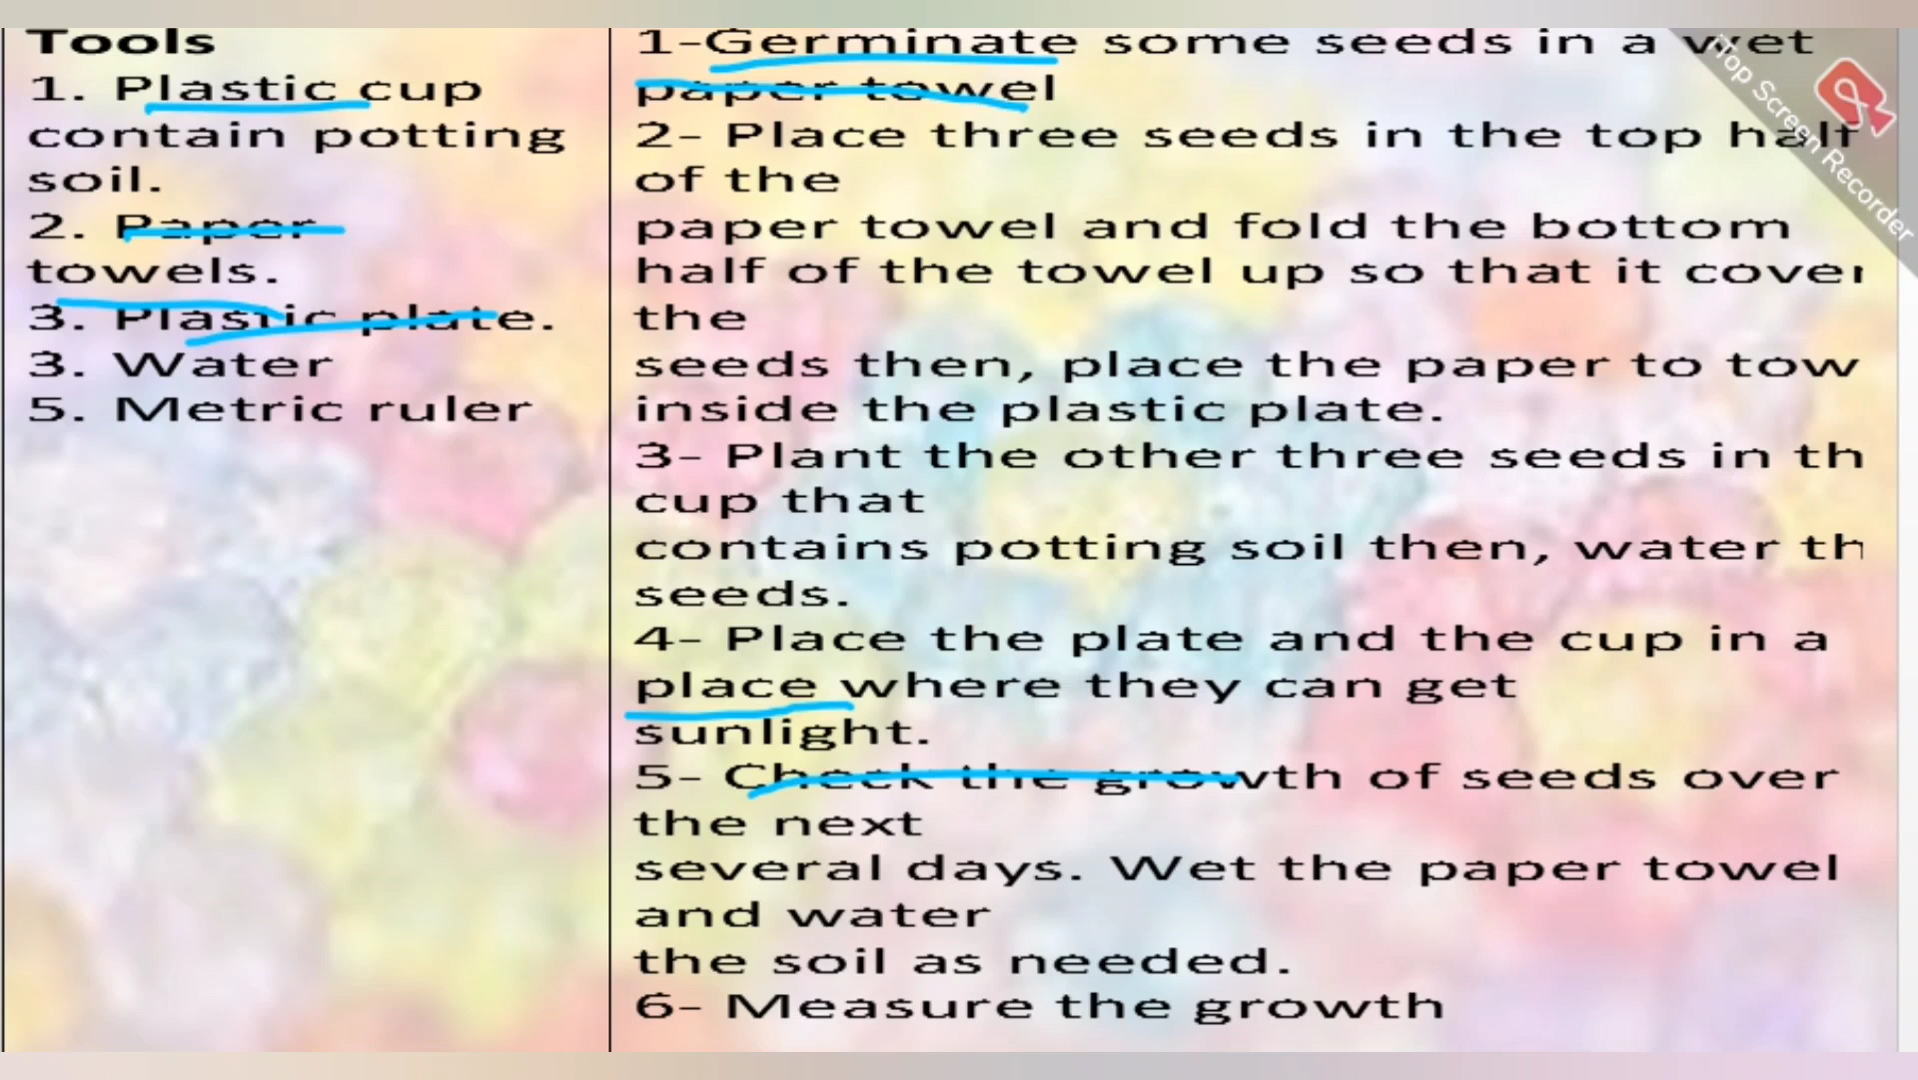 Tools
1. Plastic cup
contain potting
soil.
2. Paper
towels.
3. Plastic plate.
3. Water
5. Metric ruler
1-Germinate some seeds in a wet
paper towel
2- Place three seeds in the top half
of the
paper towel and fold the bottom
half of the towel up so that it cover
the
seeds then, place the paper to tow
inside the plastic plate.
3- Plant the other three seeds in th
cup that
contains potting soil then, water th
seeds.
4- Place the plate and the cup in a
place where they can get
sunlight.
5- Check the growth of seeds over
the next
several days. Wet the paper towel
and water
the soil as needed.
6- Measure the growth
iTop Screen Recorder